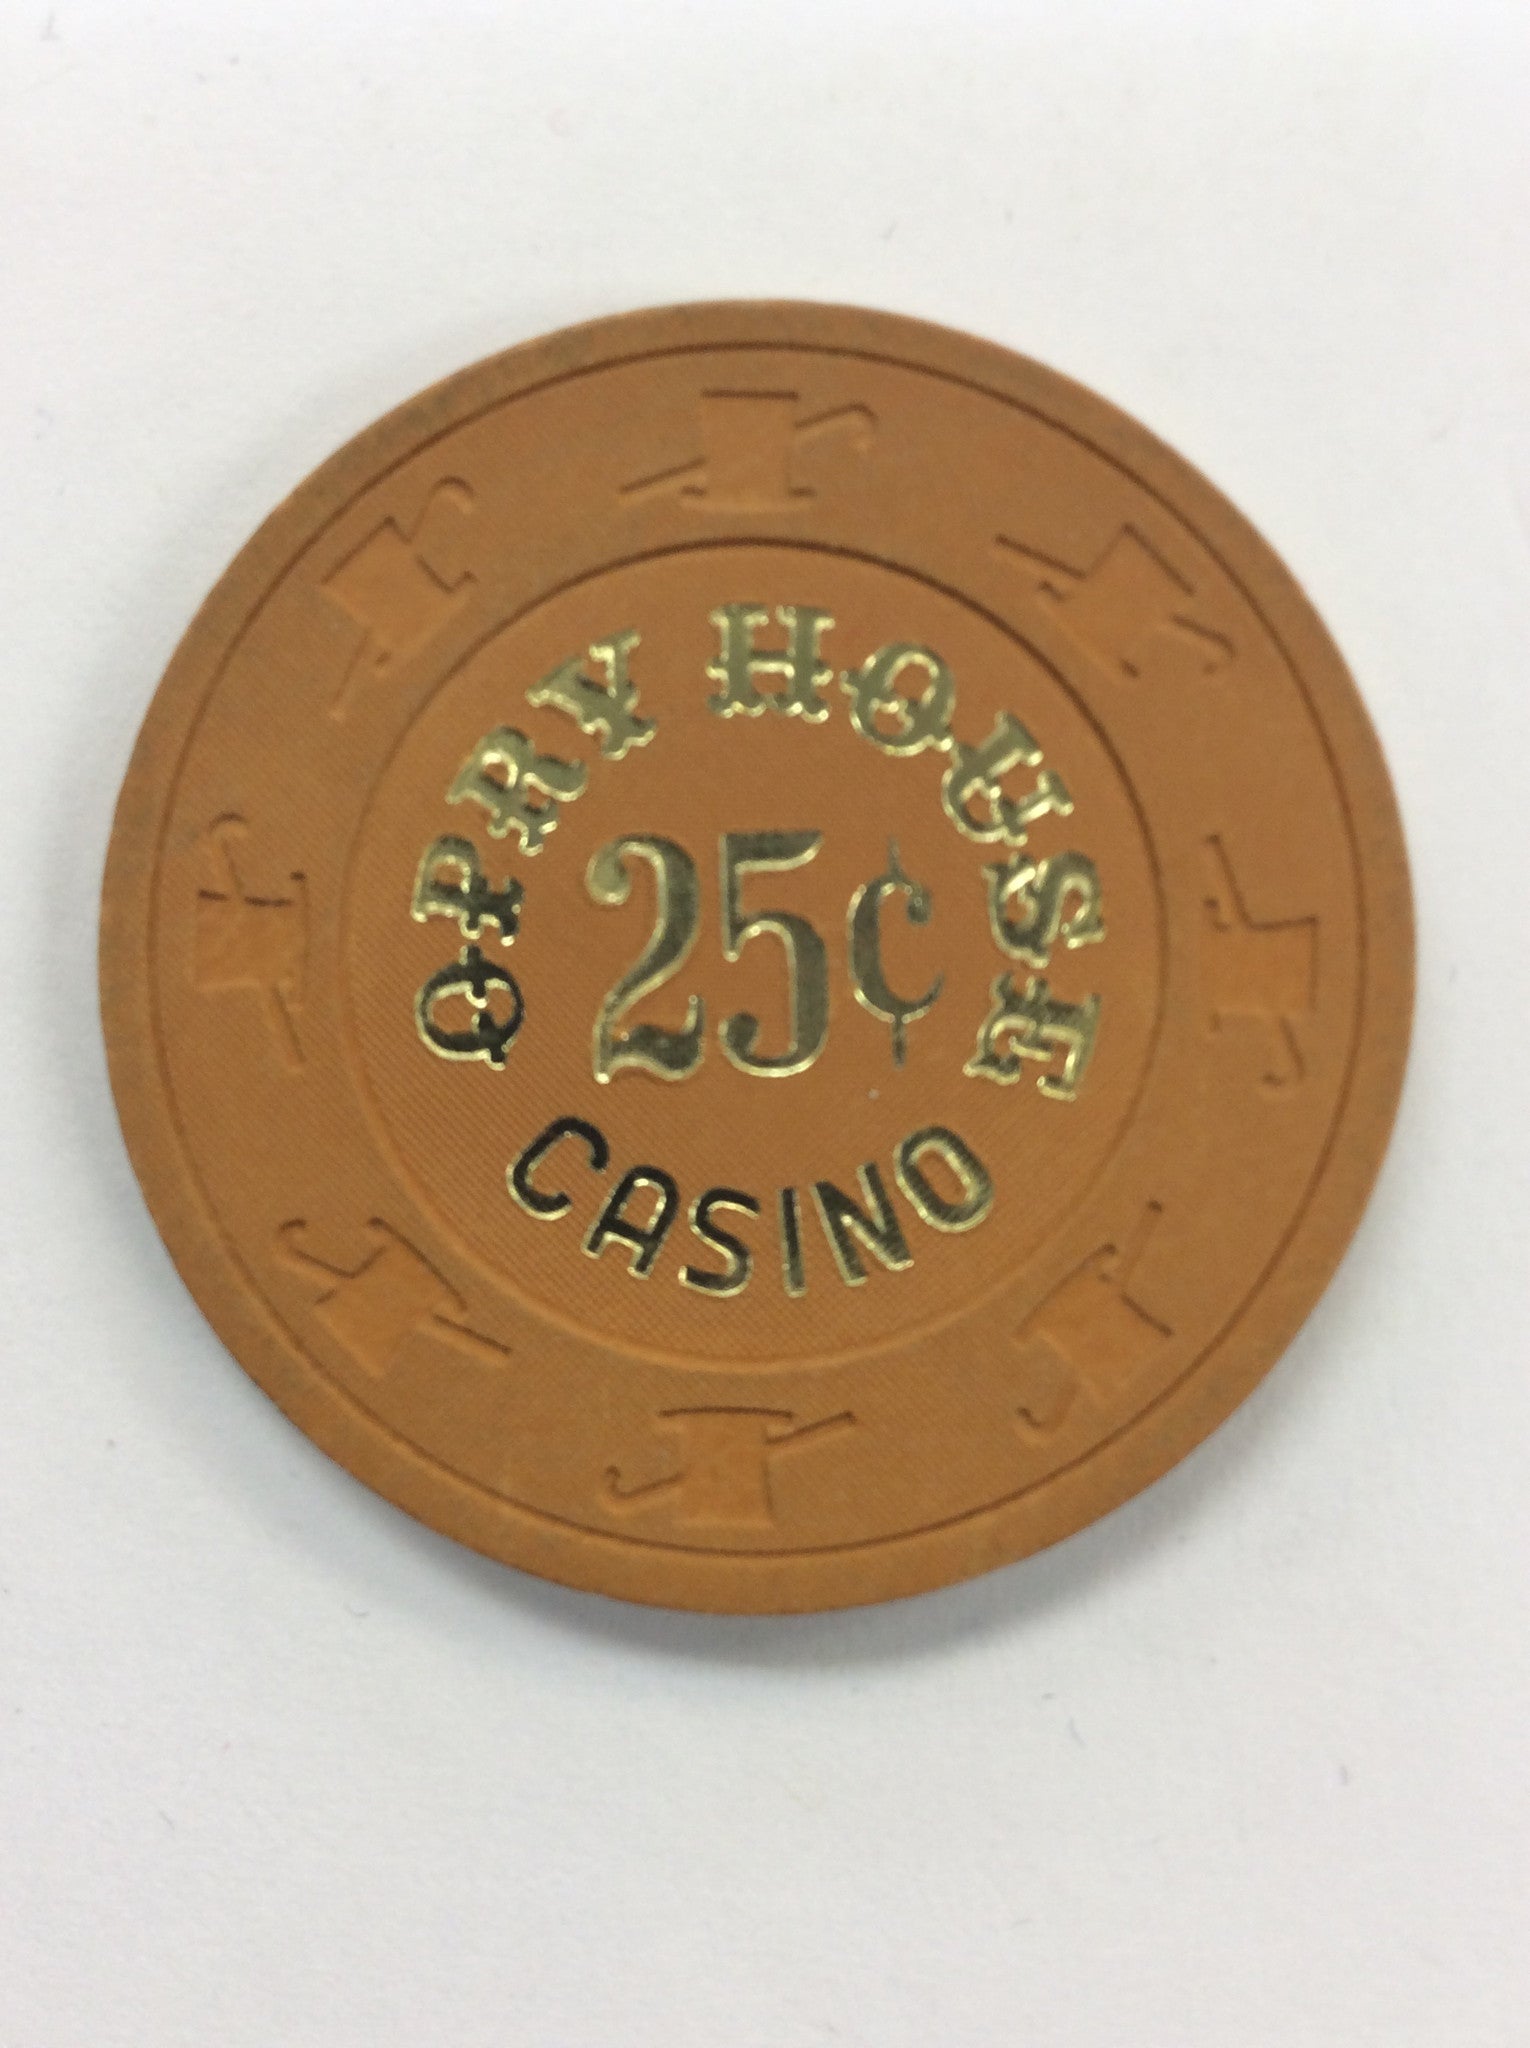 OPRY HOUSE
25¢
CASINO